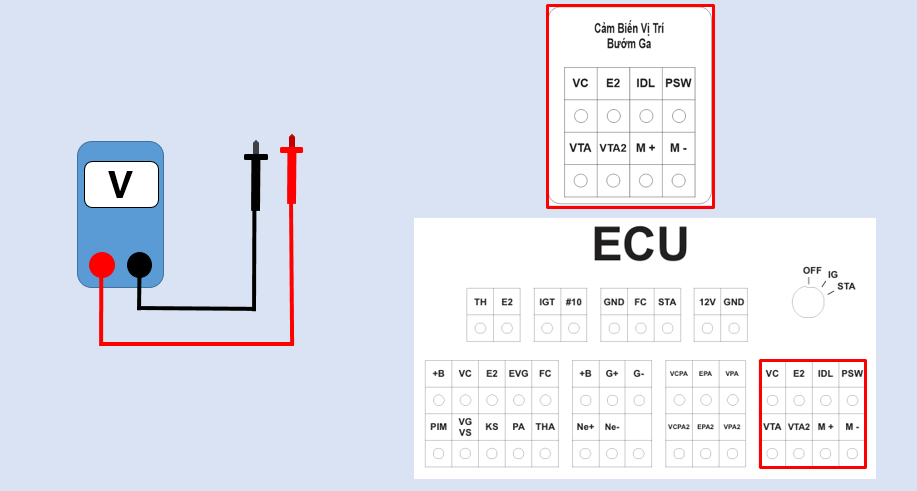 Cảm Biến Vị Trí
Bướm Ga
VC E2 IDL PSW
VTA VTA2 M + M -
V
ECU
OFF IG
STA
TH E2 IGT #10 GND FC STA 12V GND
+B VC E2 EVG FC +B G+ G- VCPA EPA VPA VC E2 IDL PSW
PIM VG VS KS PA THA Ne+ Ne- VCPA2 EPA2 VPA2 VTA VTA2 M + M -